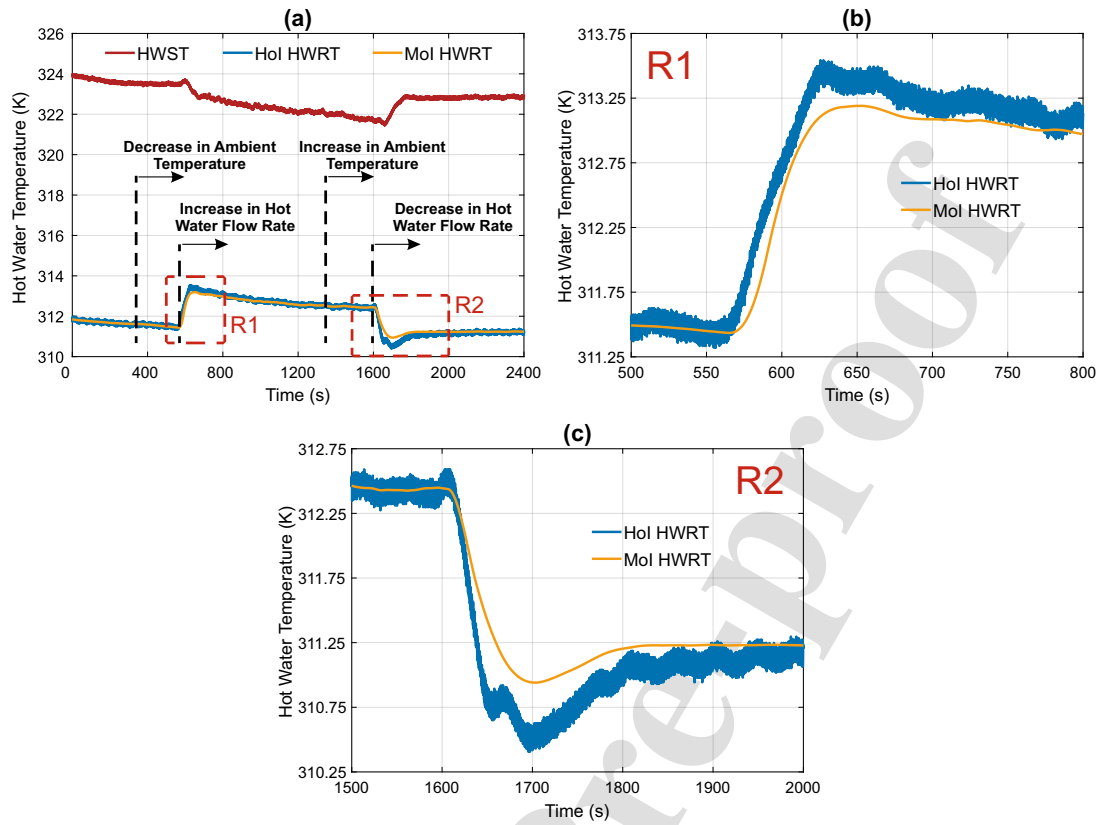 (a)
326
324
322
320
318
316
314
312
310
Hot Water Temperature (K)
HWST
HoI HWRT
MoI HWRT
Decrease in Ambient
Temperature
Increase in Ambient
Temperature
Increase in Hot
Water Flow Rate
Decrease in Hot
Water Flow Rate
R1
R2
0
400
800
1200
1600
2000
2400
Time (s)
(b)
R1
313.75
313.25
312.75
312.25
311.75
311.25
Hot Water Temperature (K)
HoI HWRT
MoI HWRT
500
550
600
650
700
750
800
Time (s)
(c)
R2
312.75
312.25
311.75
311.25
310.75
310.25
Hot Water Temperature (K)
HoI HWRT
MoI HWRT
1500
1600
1700
1800
1900
2000
Time (s)
re-proof